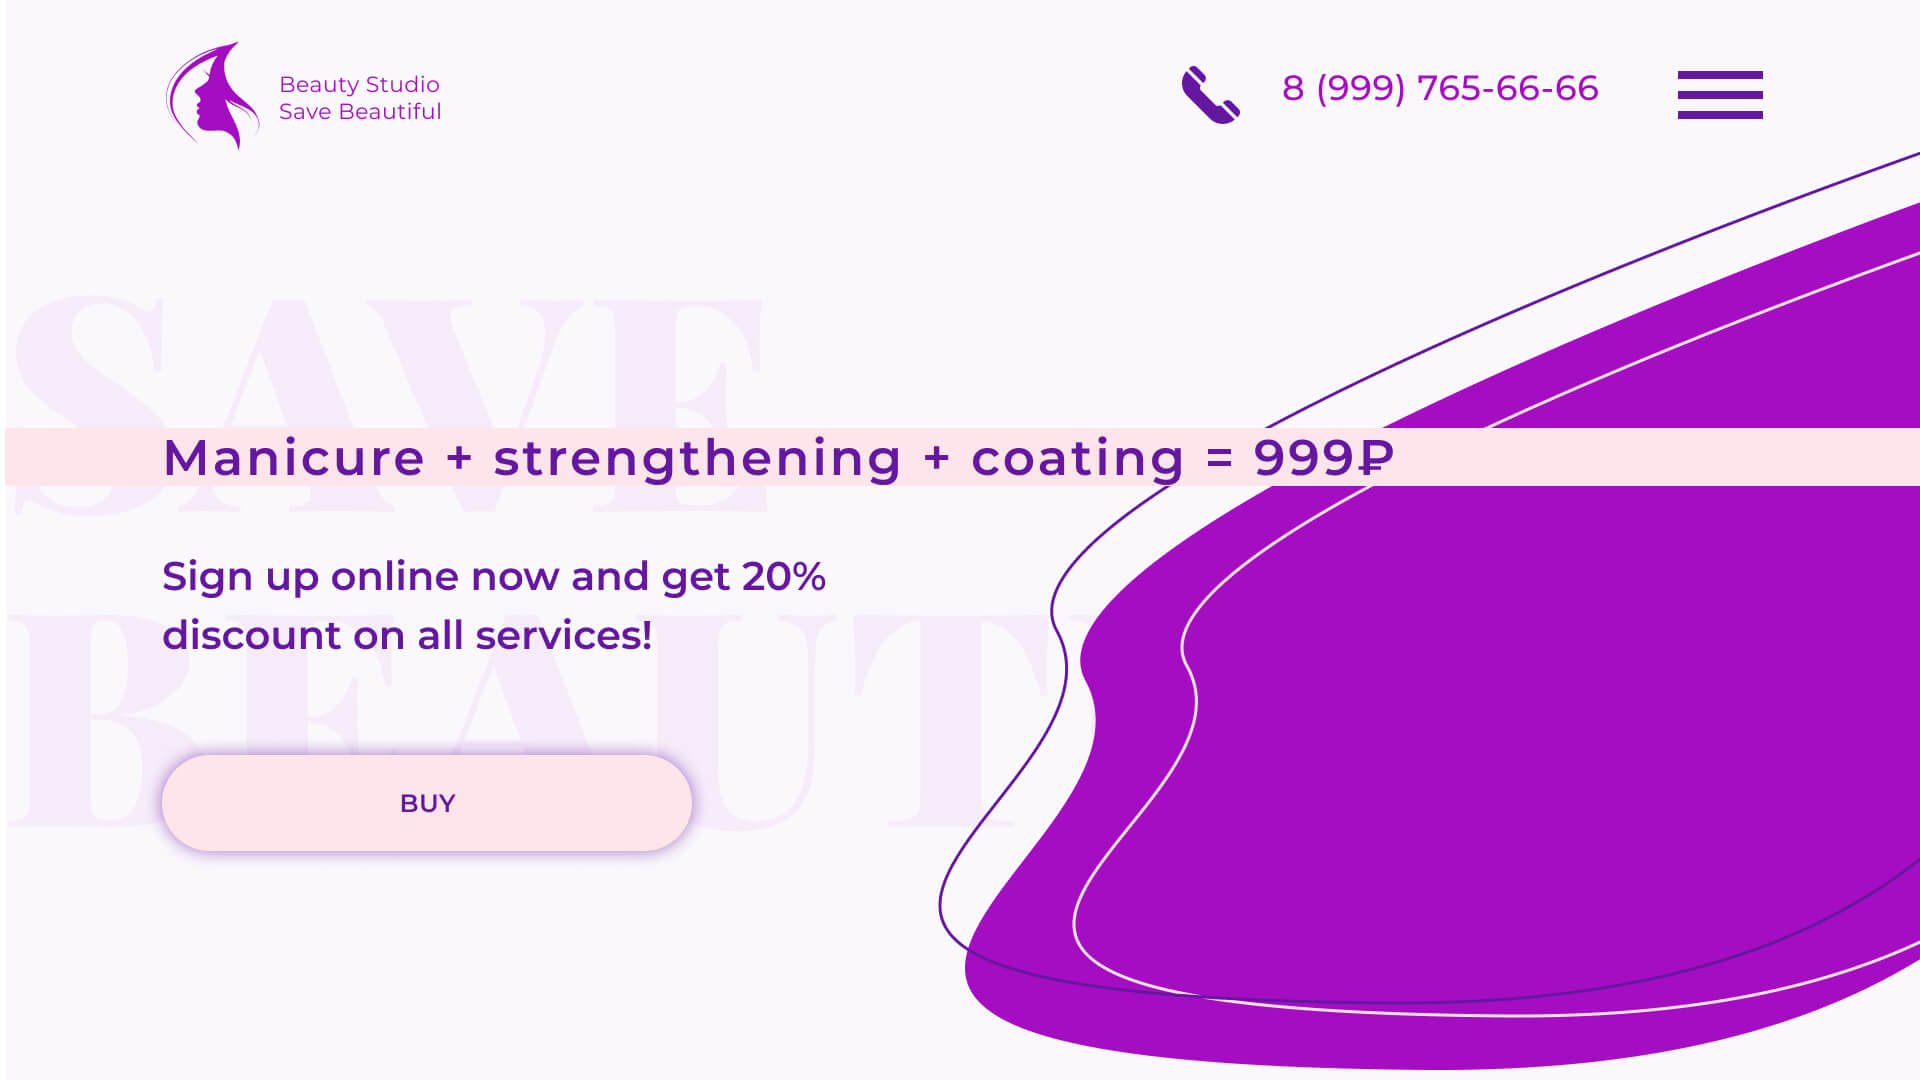 Beauty Studio
Save Beautiful
8 (999) 765-66-66
SAVE
Manicure + strengthening + coating = 999₽
Sign up online now and get 20%
discount on all services!
BEAUT
BUY